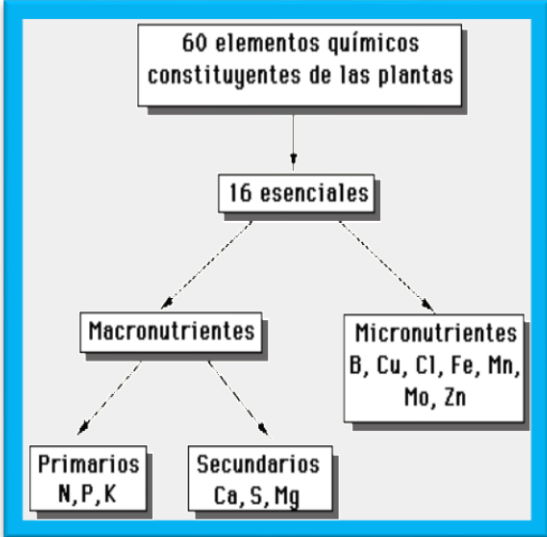 60 elementos químicos
constituyentes de las plantas
16 esenciales
Macronutrientes
Micronutrientes
B, Cu, Cl, Fe, Mn,
Mo, Zn
Primarios
N,P,K
Secundarios
Ca, S, Mg